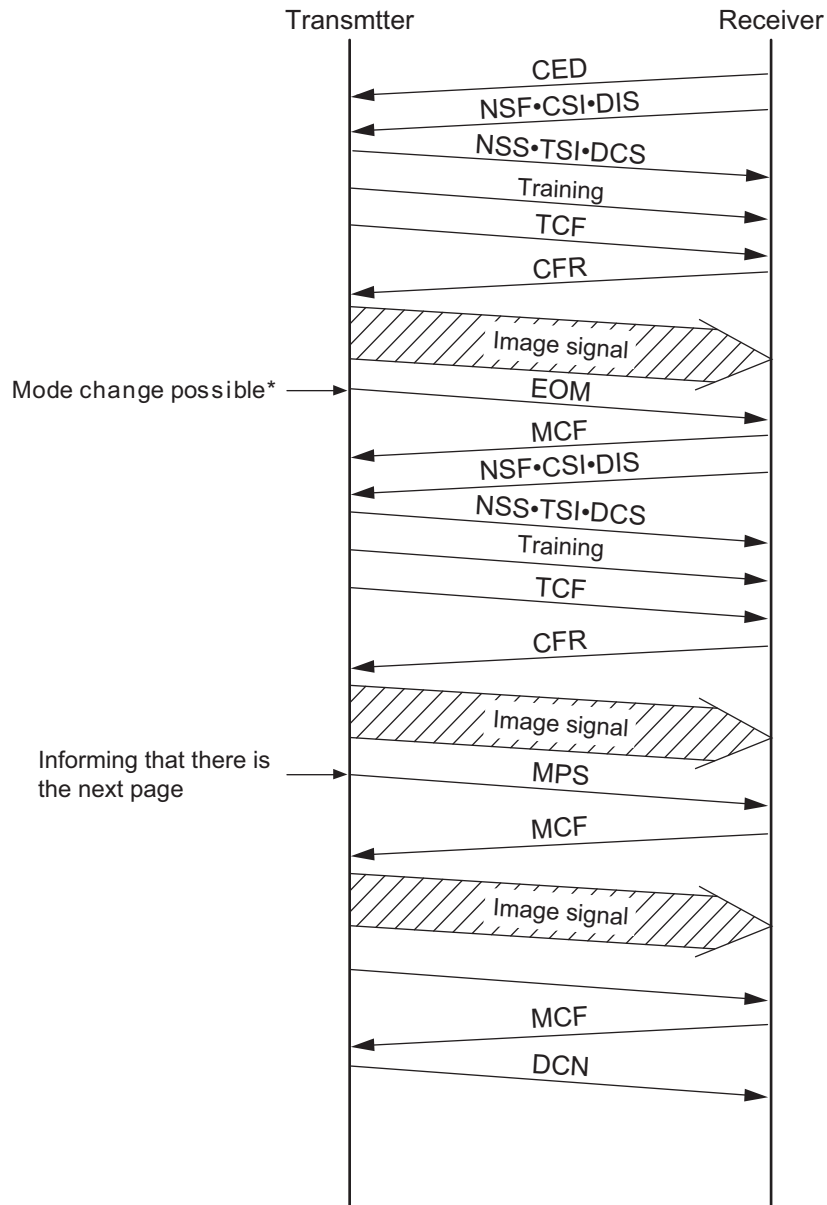 Transmtter
Receiver
CED
NSF•CSI•DIS
NSS•TSI•DCS
Training
TCF
CFR
Image signal
Mode change possible*
EOM
MCF
NSF•CSI•DIS
NSS•TSI•DCS
Training
TCF
CFR
Image signal
Informing that there is
the next page
MPS
MCF
Image signal
MCF
DCN